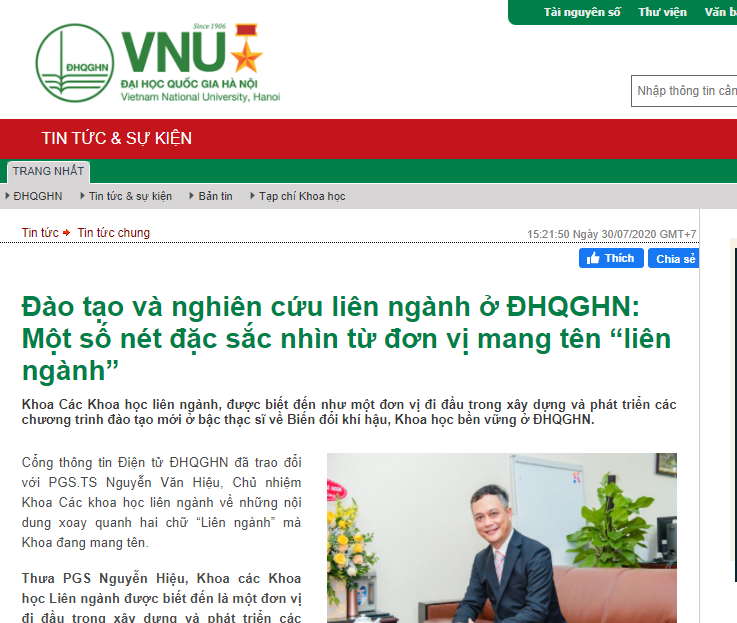 Tài nguyên số Thư viện Văn
Since 1906
ĐHQGHN
VNU
ĐẠI HỌC QUỐC GIA HÀ NỘI
Vietnam National University, Hanoi
Nhập thông tin cần
TIN TỨC & SỰ KIỆN
TRANG NHẤT
ĐHQGHN Tin tức & sự kiện Bản tin Tạp chí Khoa học
Tin tức Tin tức chung
15:21:50 Ngày 30/07/2020 GMT+7
Thích Chia sẻ
Đào tạo và nghiên cứu liên ngành ở ĐHQGHN:
Một số nét đặc sắc nhìn từ đơn vị mang tên “liên
ngành”
Khoa Các Khoa học liên ngành, được biết đến như một đơn vị đi đầu trong xây dựng và phát triển các
chương trình đào tạo mới ở bậc thạc sĩ về Biến đổi khí hậu, Khoa học bền vững ở ĐHQGHN.
Cổng thông tin Điện tử ĐHQGHN đã trao đổi
với PGS.TS Nguyễn Văn Hiệu, Chủ nhiệm
Khoa Các khoa học liên ngành về những nội
dung xoay quanh hai chữ “Liên ngành” mà
Khoa đang mang tên.
Thưa PGS Nguyễn Hiệu, Khoa các Khoa
học Liên ngành được biết đến là một đơn vị
đi đầu trong xây dựng và phát triển các